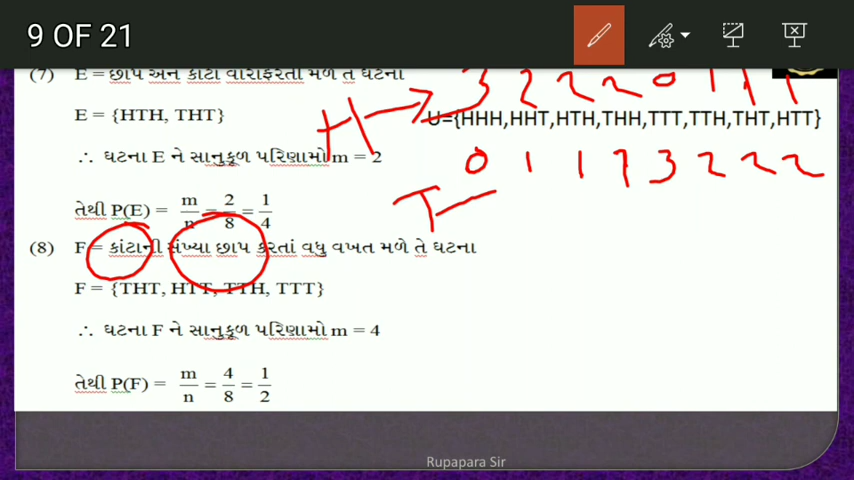 9 OF 21
(7) E = છાપ અને કાંટા વારાફરતી મળે તે ઘટના
3 2 2 2 0 1 1 1
E = {HTH, THT}
H→ U={HHH,HHT,HTH,THH,TTT,TTH,THT,HTT}
∴ ઘટના E ને સાનુકૂળ પરિણામો m = 2
T 0 1 1 1 3 2 2 2
તેથી P(E) = m/n = 2/8 = 1/4
(8) F = કાંટાની સંખ્યા છાપ કરતાં વધુ વખત મળે તે ઘટના
F = {THT, HTT, TTH, TTT}
∴ ઘટના F ને સાનુકૂળ પરિણામો m = 4
તેથી P(F) = m/n = 4/8 = 1/2
Rupapara Sir